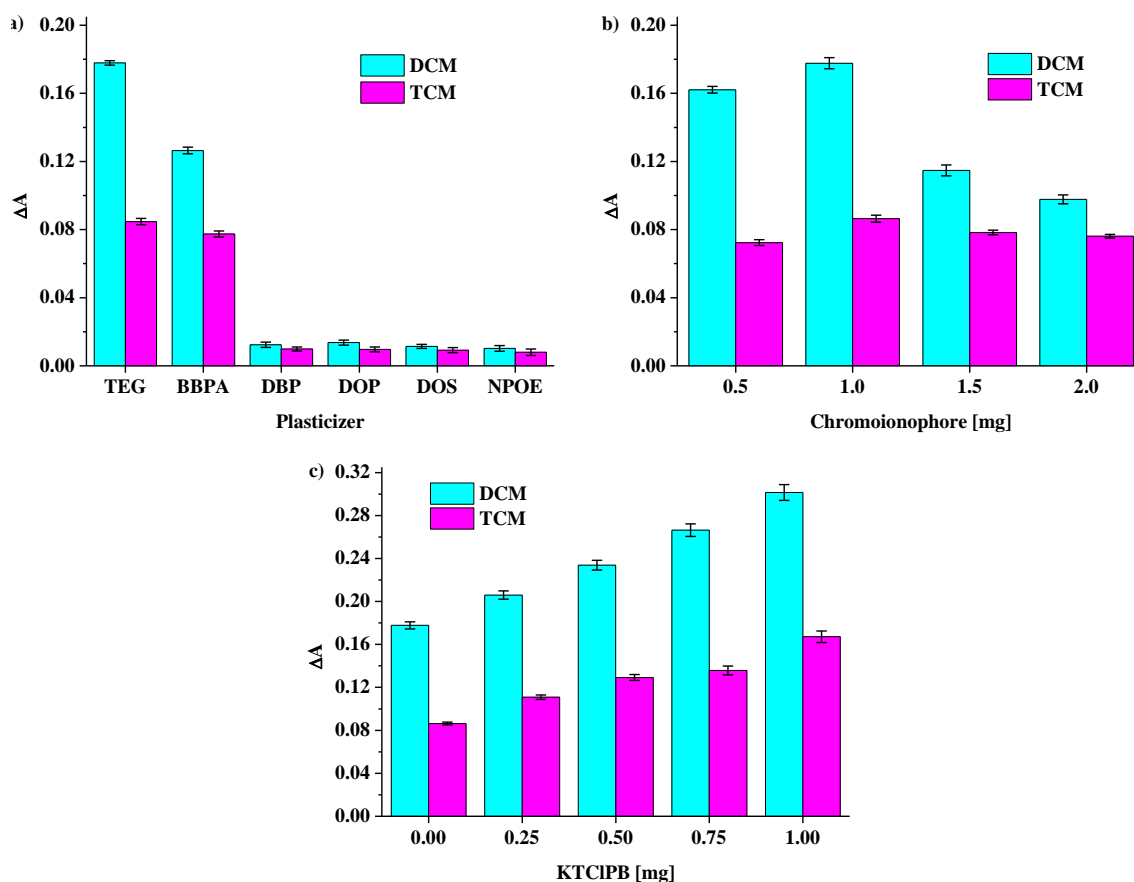 a)
0.20
0.16
0.12
0.08
0.04
0.00
ΔA
DCM
TCM
TEG BBPA DBP DOP DOS NPOE
Plasticizer
b)
0.20
0.16
0.12
0.08
0.04
0.00
ΔA
DCM
TCM
0.5 1.0 1.5 2.0
Chromoionophore [mg]
c)
0.32
0.28
0.24
0.20
0.16
0.12
0.08
0.04
0.00
ΔA
DCM
TCM
0.00 0.25 0.50 0.75 1.00
KTClPB [mg]